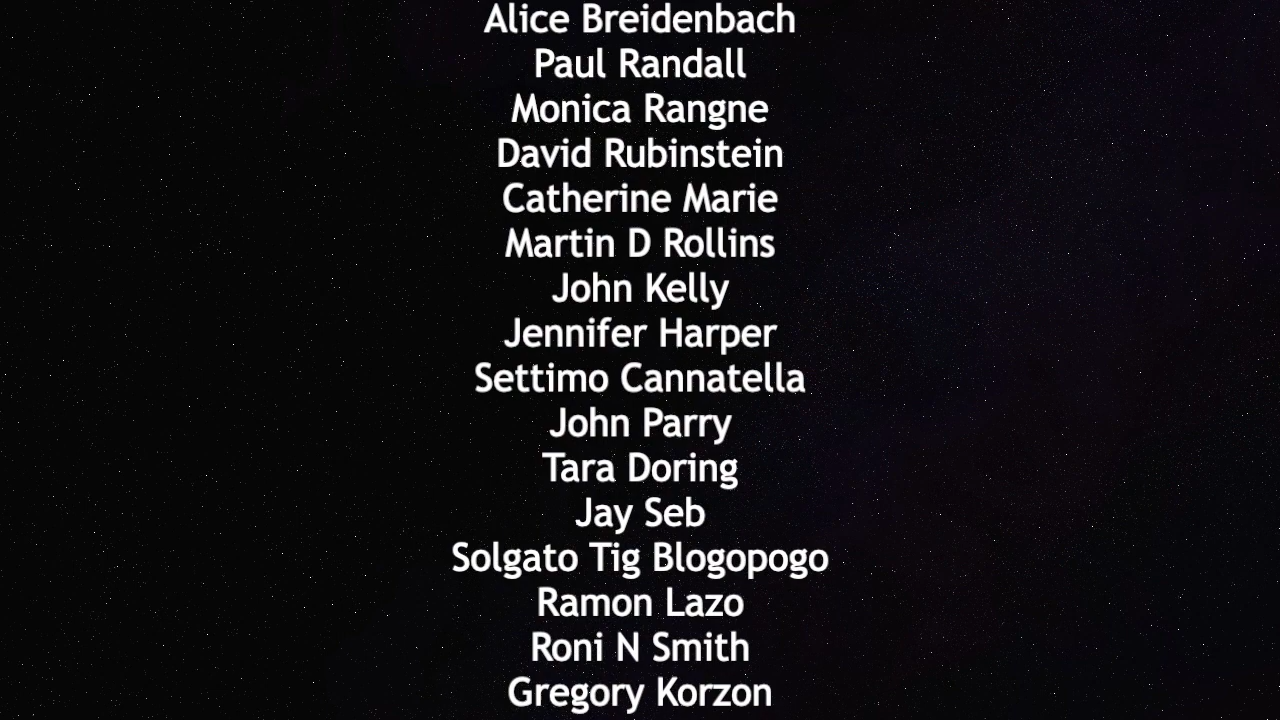 Alice Breidenbach
Paul Randall
Monica Rangne
David Rubinstein
Catherine Marie
Martin D Rollins
John Kelly
Jennifer Harper
Settimo Cannatella
John Parry
Tara Doring
Jay Seb
Solgato Tig Blogopogo
Ramon Lazo
Roni N Smith
Gregory Korzon